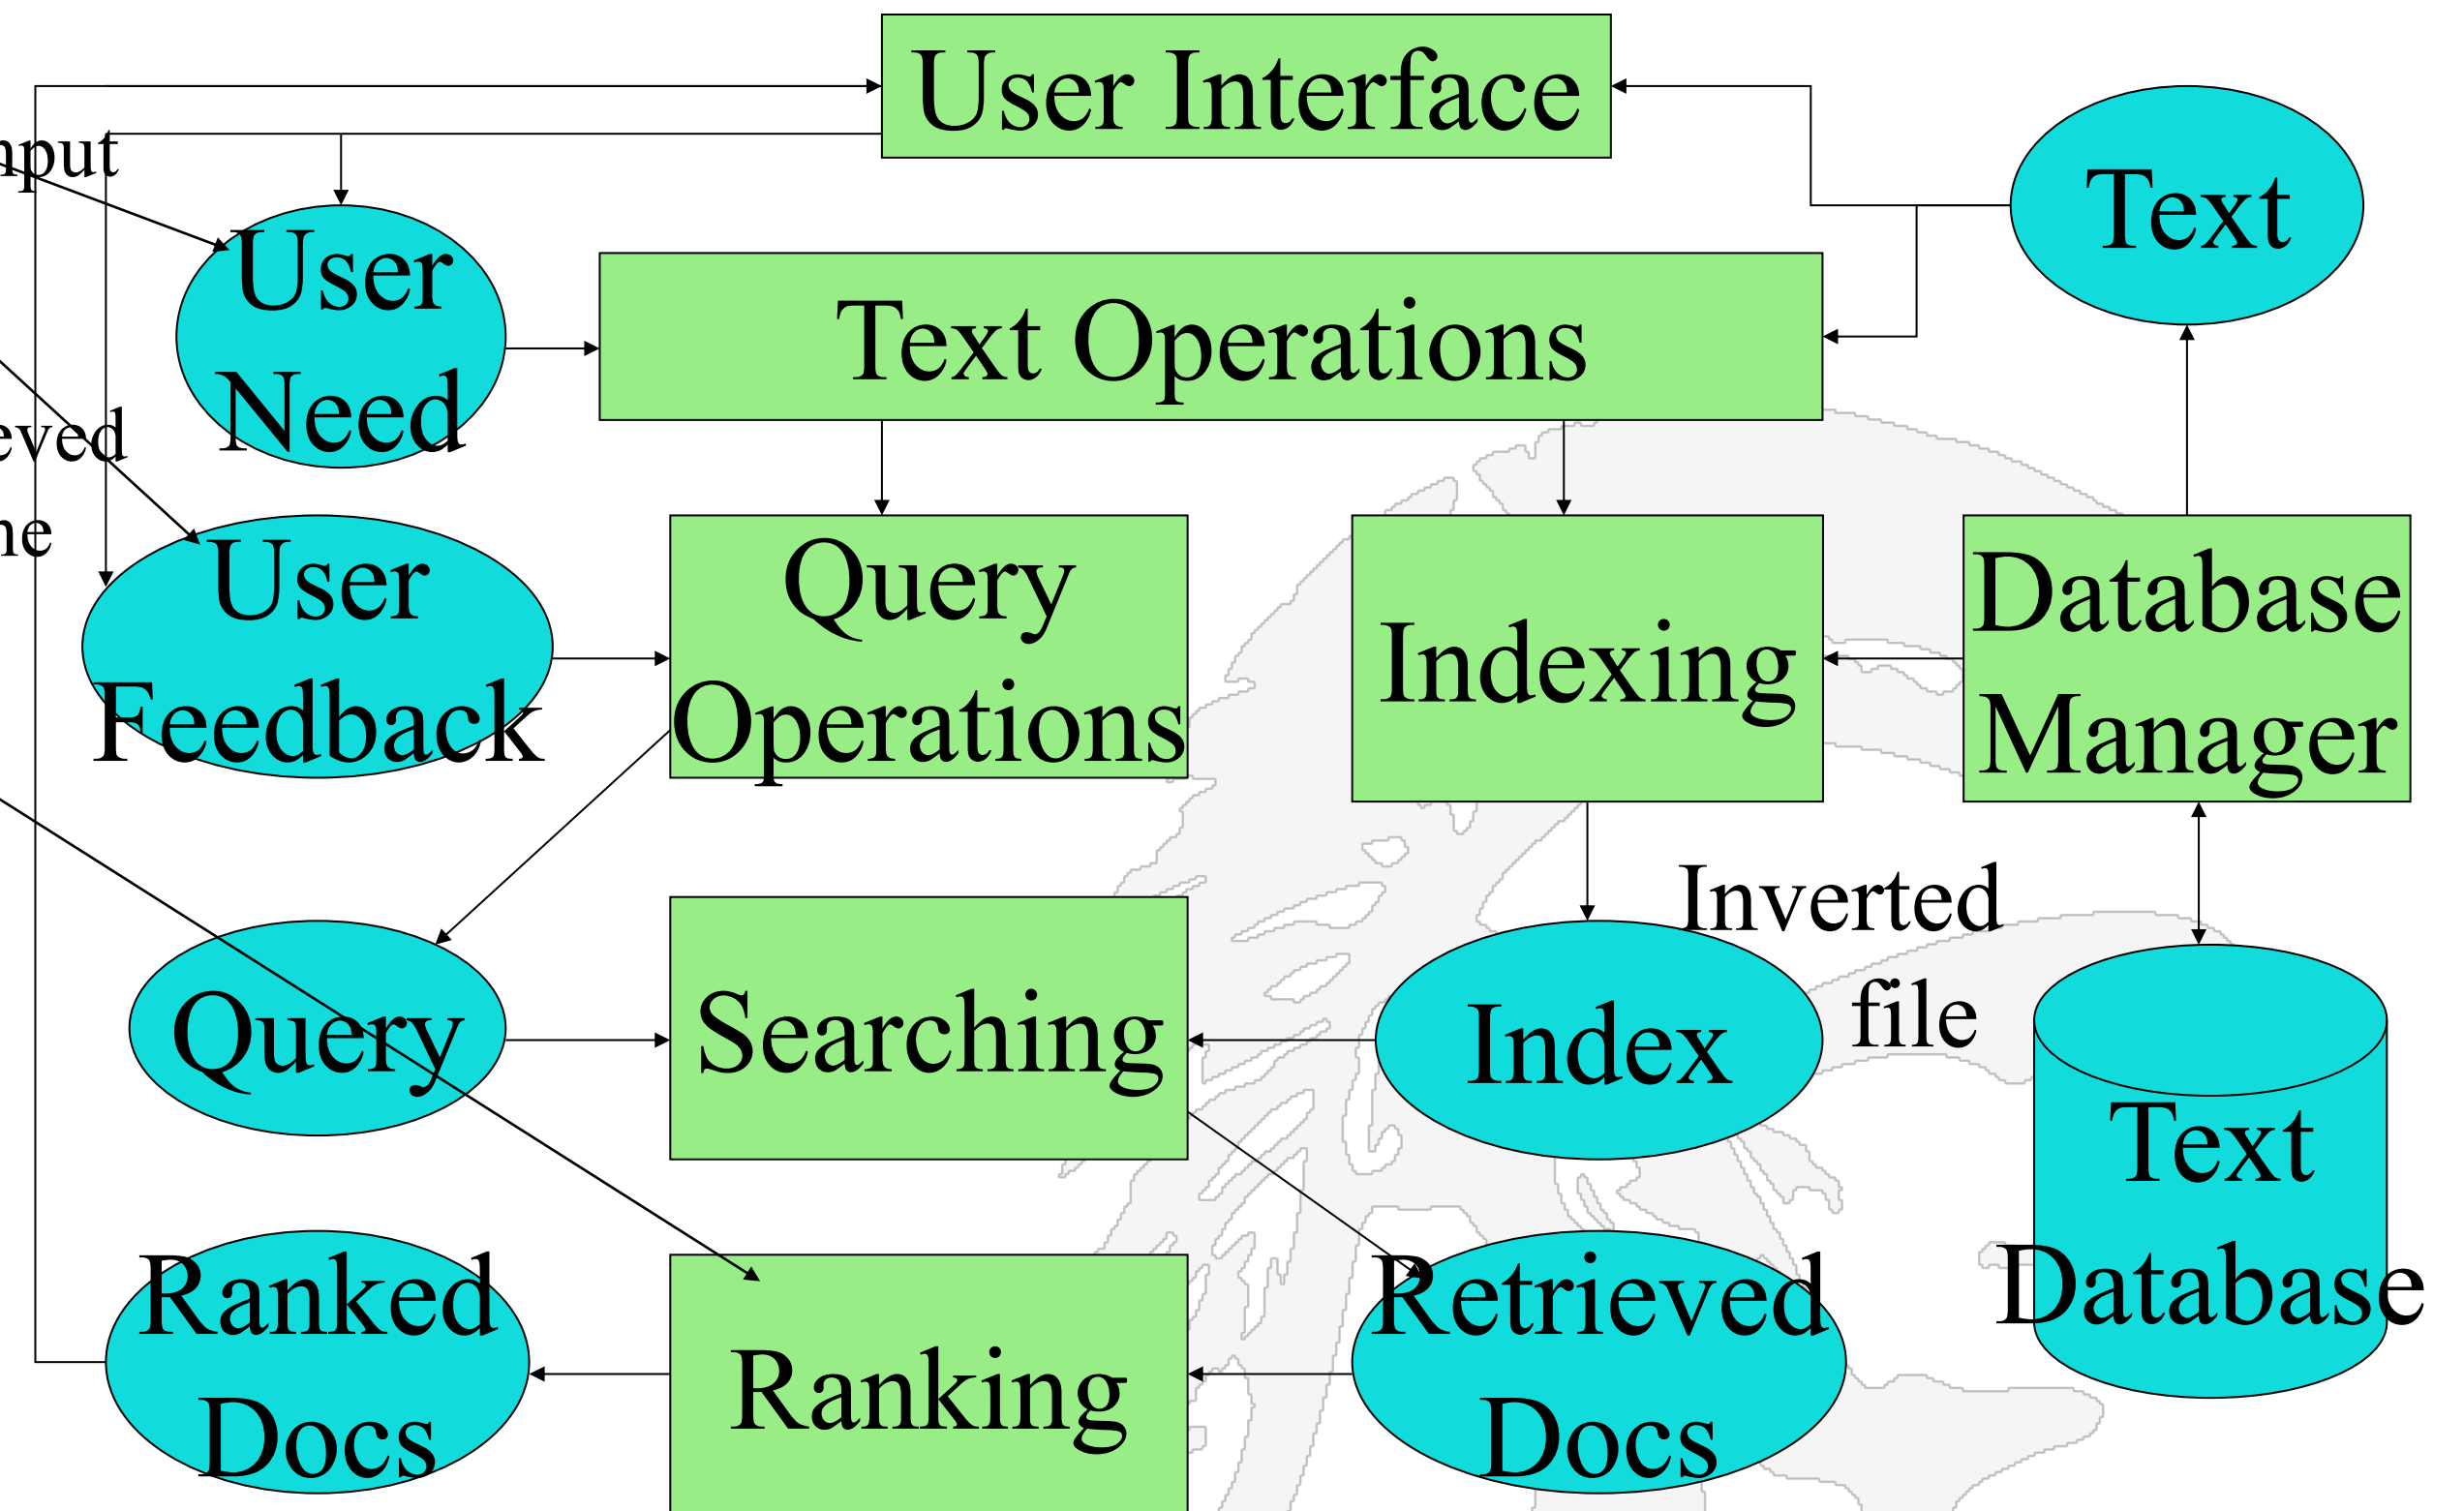 User Interface
Text
User
Need
Text Operations
User
Feedback
Query
Operations
Indexing
Database
Manager
Inverted
file
Query
Searching
Index
Text
Database
Ranked
Docs
Ranking
Retrieved
Docs